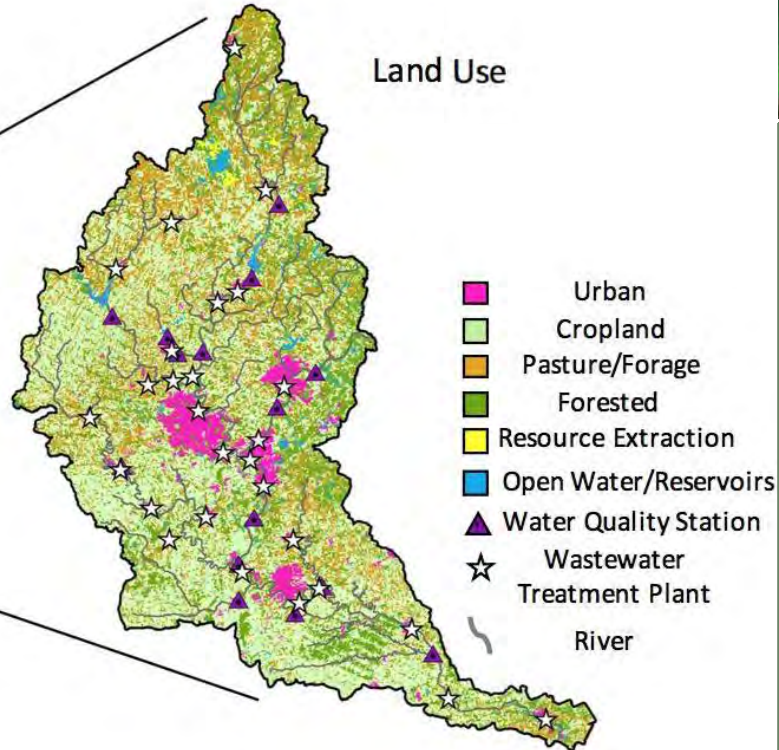 Land Use
Urban
Cropland
Pasture/Forage
Forested
Resource Extraction
Open Water/Reservoirs
Water Quality Station
Wastewater
Treatment Plant
River